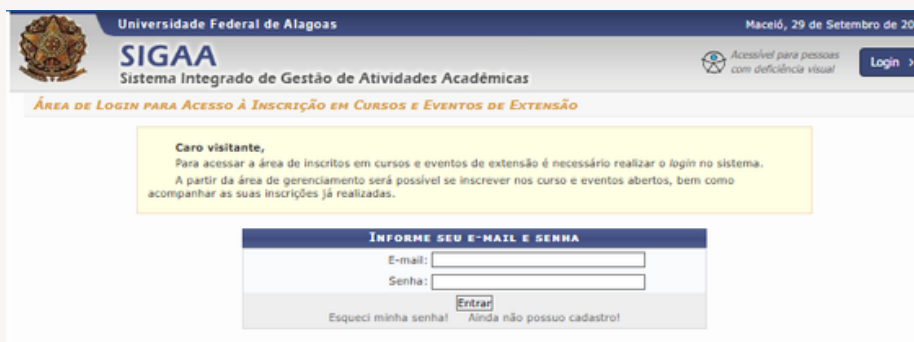 Universidade Federal de Alagoas
Maceió, 29 de Setembro de 20
SIGAA
Sistema Integrado de Gestão de Atividades Acadêmicas
Acessível para pessoas
com deficiência visual
Login >
Área de Login para Acesso à Inscrição em Cursos e Eventos de Extensão
Caro visitante,
Para acessar a área de inscritos em cursos e eventos de extensão é necessário realizar o login no sistema.
A partir da área de gerenciamento será possível se inscrever nos curso e eventos abertos, bem como
acompanhar as suas inscrições já realizadas.
Informe seu e-mail e senha
E-mail:
Senha:
Entrar
Esqueci minha senha! Ainda não possuo cadastro!